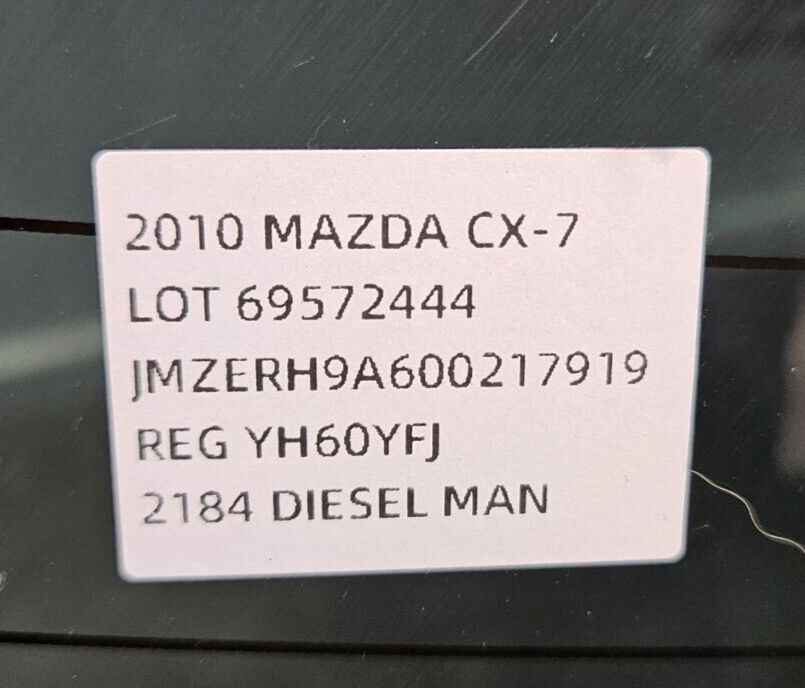 2010 MAZDA CX-7
LOT 69572444
JMZERH9A600217919
REG YH60YFJ
2184 DIESEL MAN